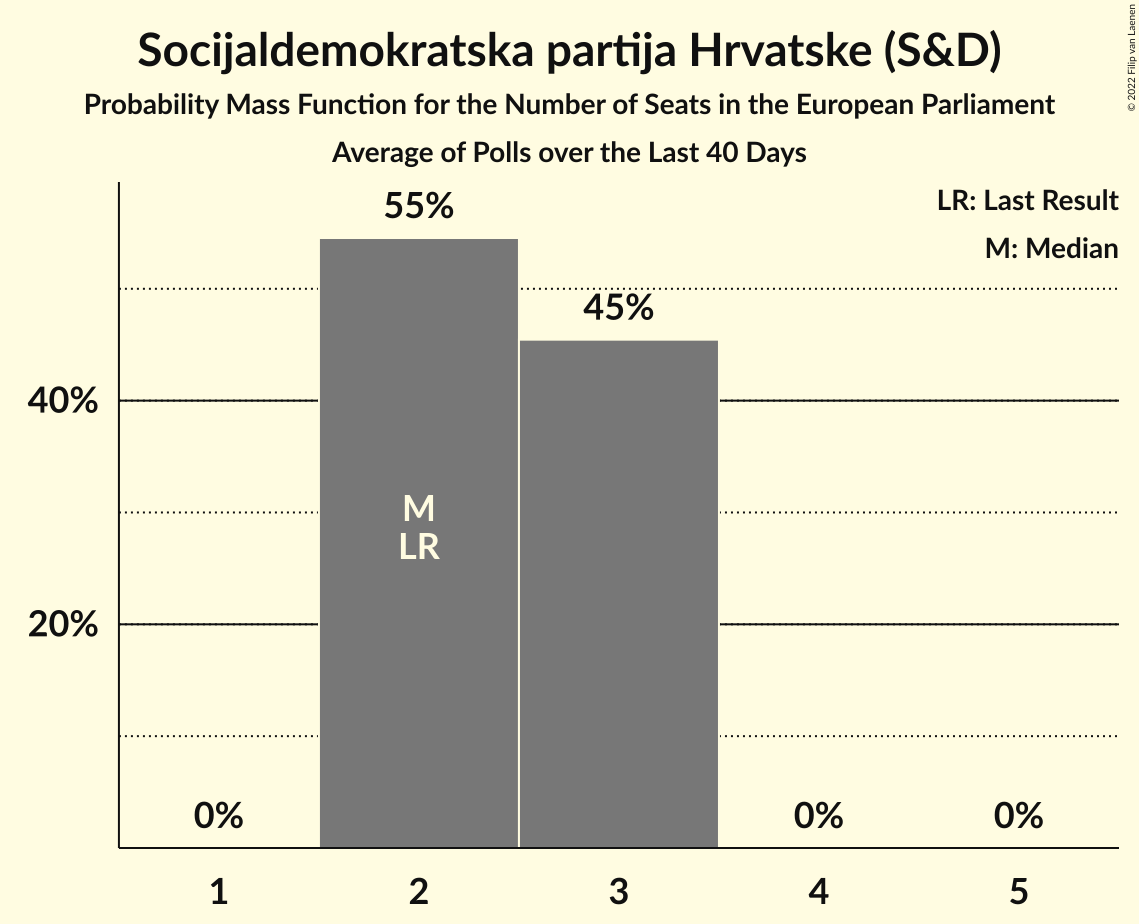 Socijaldemokratska partija Hrvatske (S&D)
Probability Mass Function for the Number of Seats in the European Parliament
Average of Polls over the Last 40 Days
© 2022 Filip van Laenen
LR: Last Result
M: Median
55%
45%
40%
20%
M
LR
0%
0%
0%
1
2
3
4
5